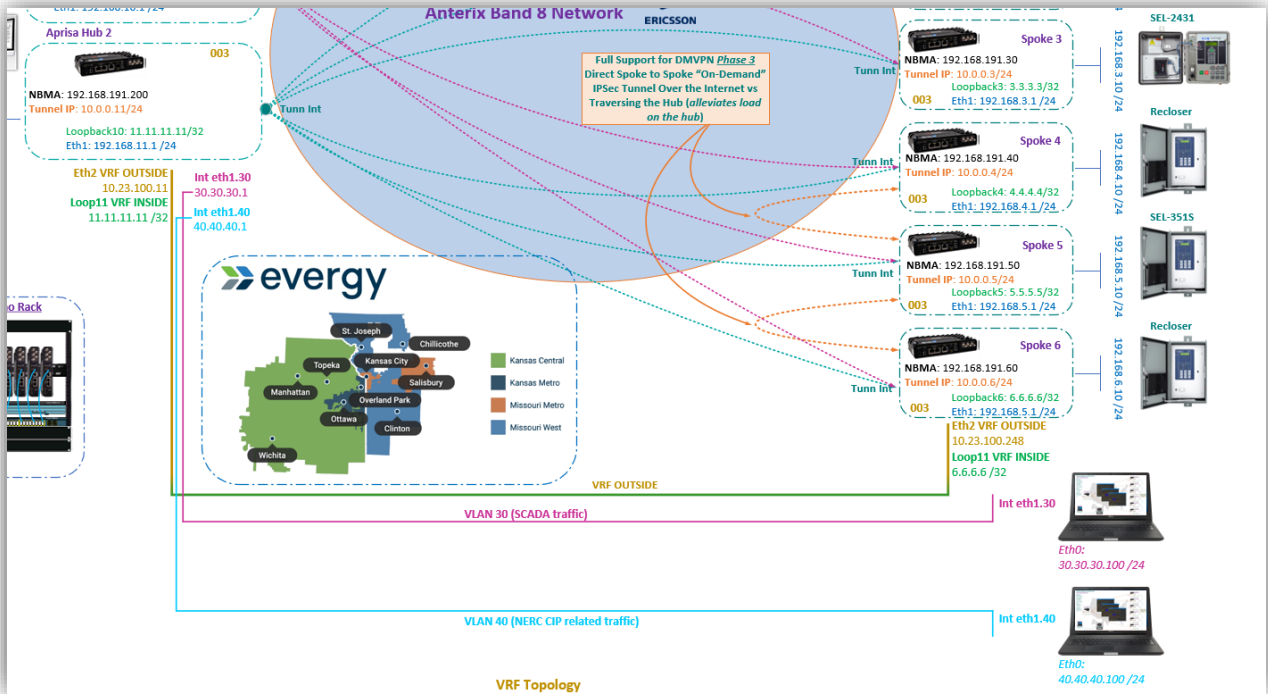 Eth1: 192.168.10.1 /24
Anterix Band 8 Network
ERICSSON
Aprisa Hub 2
003
NBMA: 192.168.191.200
Tunnel IP: 10.0.0.11/24
Loopback10: 11.11.11.11/32
Eth1: 192.168.11.1 /24
Tunn Int
Full Support for DMVPN Phase 3
Direct Spoke to Spoke “On-Demand”
IPSec Tunnel Over the Internet vs
Traversing the Hub (alleviates load
on the hub)
Spoke 3
NBMA: 192.168.191.30
Tunnel IP: 10.0.0.3/24
Loopback3: 3.3.3.3/32
003
Eth1: 192.168.3.1 /24
Tunn Int
192.168.3.10 /24
SEL-2431
Spoke 4
NBMA: 192.168.191.40
Tunnel IP: 10.0.0.4/24
Loopback4: 4.4.4.4/32
003
Eth1: 192.168.4.1 /24
Tunn Int
192.168.4.10 /24
Recloser
Spoke 5
NBMA: 192.168.191.50
Tunnel IP: 10.0.0.5/24
Loopback5: 5.5.5.5/32
003
Eth1: 192.168.5.1 /24
Tunn Int
192.168.5.10 /24
SEL-351S
Spoke 6
NBMA: 192.168.191.60
Tunnel IP: 10.0.0.6/24
Loopback6: 6.6.6.6/32
003
Eth1: 192.168.5.1 /24
Tunn Int
192.168.6.10 /24
Recloser
Eth2 VRF OUTSIDE
10.23.100.11
Loop11 VRF INSIDE
11.11.11.11 /32
Int eth1.30
30.30.30.1
Int eth1.40
40.40.40.1
evergy
St. Joseph
Chillicothe
Topeka
Kansas City
Manhattan
Salisbury
Overland Park
Ottawa
Clinton
Wichita
Kansas Central
Kansas Metro
Missouri Metro
Missouri West
o Rack
Eth2 VRF OUTSIDE
10.23.100.248
Loop11 VRF INSIDE
6.6.6.6 /32
VRF OUTSIDE
VLAN 30 (SCADA traffic)
Int eth1.30
Eth0:
30.30.30.100 /24
VLAN 40 (NERC CIP related traffic)
Int eth1.40
Eth0:
40.40.40.100 /24
VRF Topology